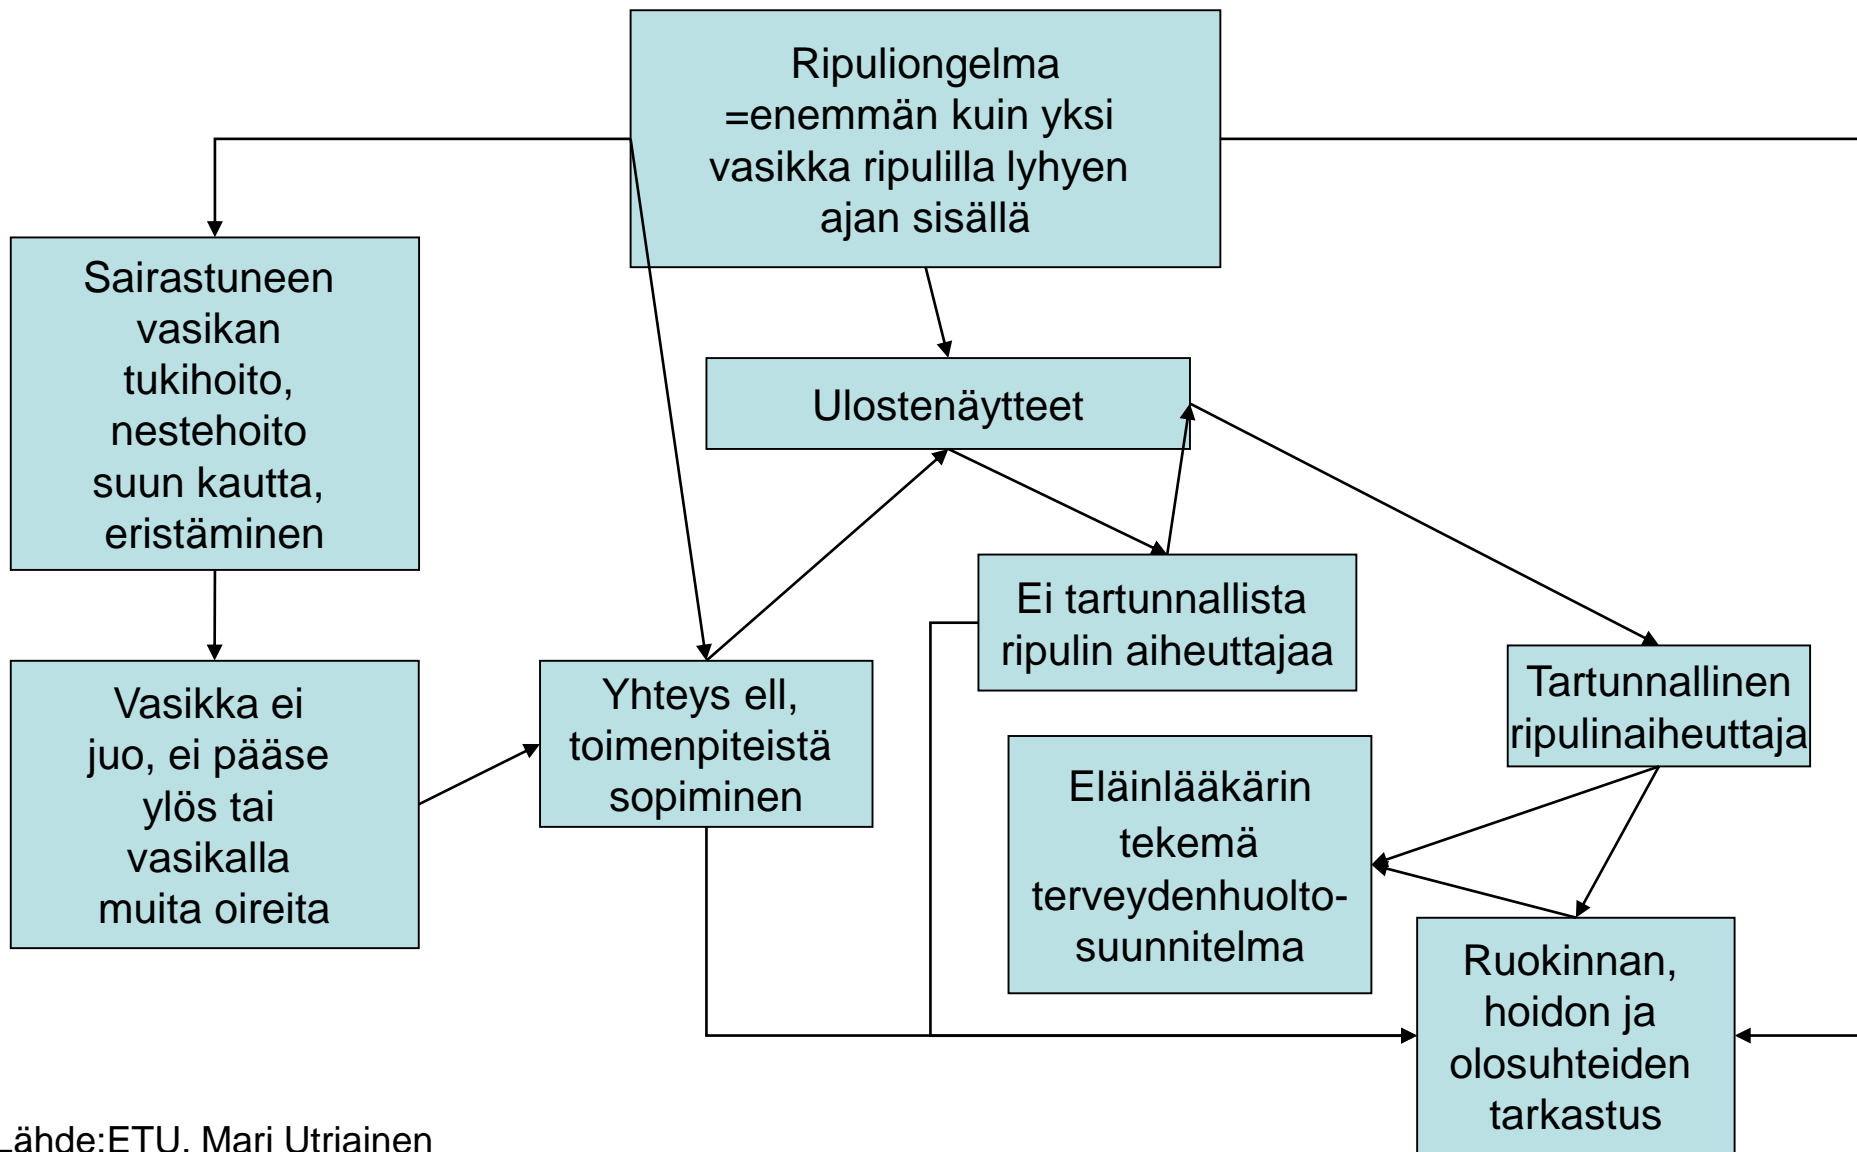 Ripuliongelma
=enemmän kuin yksi
vasikka ripulilla lyhyen
ajan sisällä
Sairastuneen
vasikan
tukihoito,
nestehoito
suun kautta,
eristäminen
Ulostenäytteet
Ei tartunnallista
ripulin aiheuttajaa
Vasikka ei
juo, ei pääse
ylös tai
vasikalla
muita oireita
Yhteys ell,
toimenpiteistä
sopiminen
Tartunnallinen
ripulinaiheuttaja
Eläinlääkärin
tekemä
terveydenhuolto-
suunnitelma
Ruokinnan,
hoidon ja
olosuhteiden
tarkastus
Lähde:ETU, Mari Utriainen